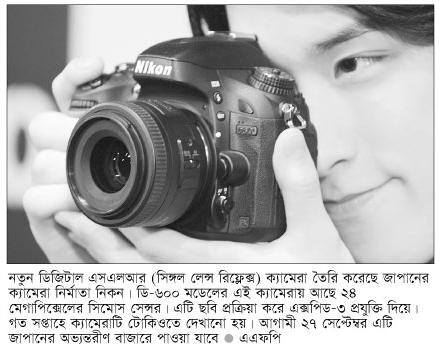 Nikon
D600
নতুন ডিজিটাল এসএলআর (সিঙ্গল লেন্স রিফ্লেক্স) ক্যামেরা তৈরি করেছে জাপানের
ক্যামেরা নির্মাতা নিকন। ডি-৬০০ মডেলের এই ক্যামেরায় আছে ২৪
মেগাপিক্সেলের সিমোস সেন্সর। এটি ছবি প্রক্রিয়া করে এক্সপিড-৩ প্রযুক্তি দিয়ে।
গত সপ্তাহে ক্যামেরাটি টোকিওতে দেখানো হয়। আগামী ২৭ সেপ্টেম্বর এটি
জাপানের অভ্যন্তরীণ বাজারে পাওয়া যাবে ● এএফপি